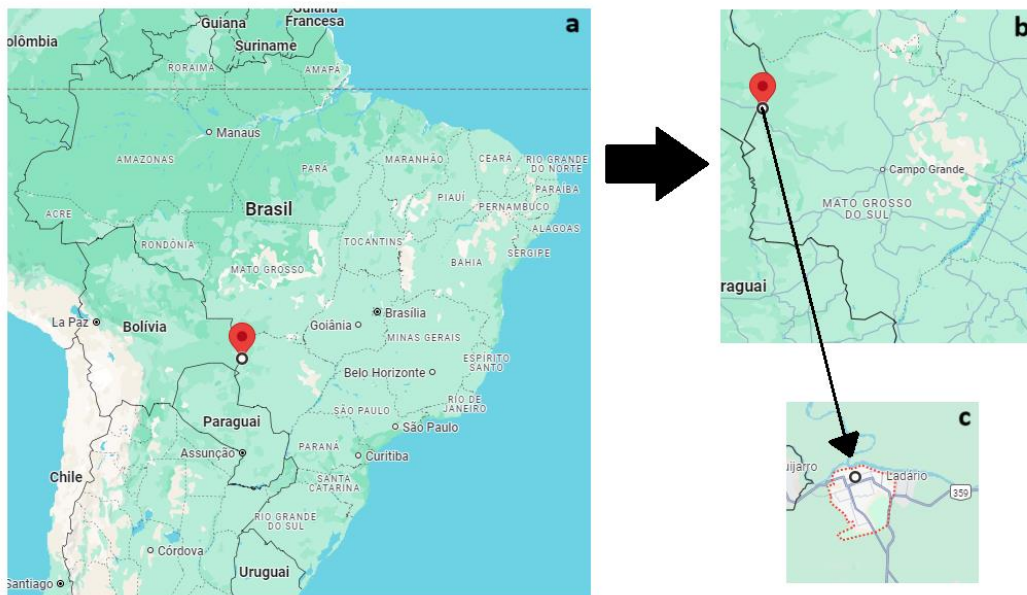 Guiana
Guiana
Francesa
a
olômbia
Suriname
RORAIMA
AMAPÁ
Manaus
AMAZONAS
PARÁ
MARANHÃO
CEARÁ
RIO GRANDE
DO NORTE
PARAÍBA
PIAUÍ
PERNAMBUCO
ACRE
Brasil
ALAGOAS
RONDÔNIA
TOCANTINS
SERGIPE
MATO GROSSO
BAHIA
La Paz
Bolívia
Goiânia
Brasília
MINAS GERAIS
ESPÍRITO
SANTO
Belo Horizonte
RIO DE
JANEIRO
SÃO PAULO
Paraguai
São Paulo
Assunção
PARANÁ
Curitiba
Chile
SANTA
CATARINA
RIO GRANDE
DO SUL
Córdova
Uruguai
Santiago
b
Campo Grande
MATO GROSSO
DO SUL
raguai
c
uijarro
Ladário
359